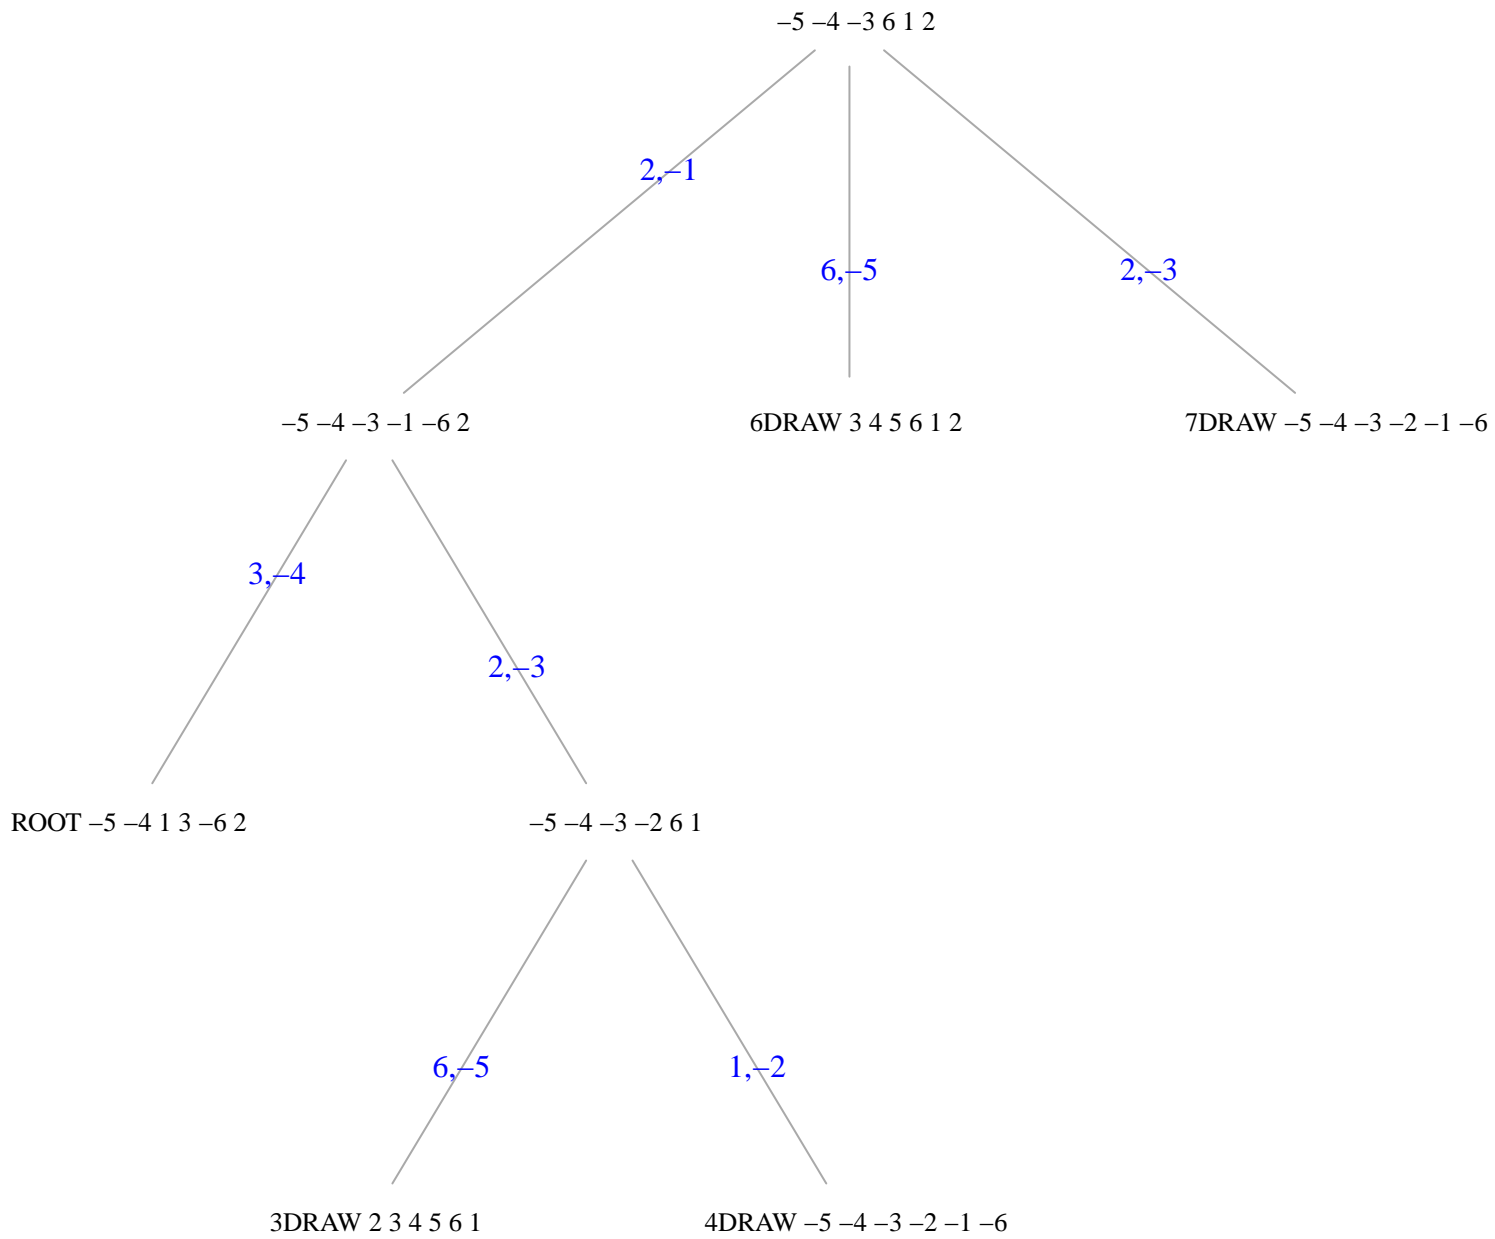 –5 –4 –3 6 1 2
2,–1
6,–5
2,–3
–5 –4 –3 –1 –6 2
6DRAW 3 4 5 6 1 2
7DRAW –5 –4 –3 –2 –1 –6
3,–4
2,–3
ROOT –5 –4 1 3 –6 2
–5 –4 –3 –2 6 1
6,–5
1,–2
3DRAW 2 3 4 5 6 1
4DRAW –5 –4 –3 –2 –1 –6